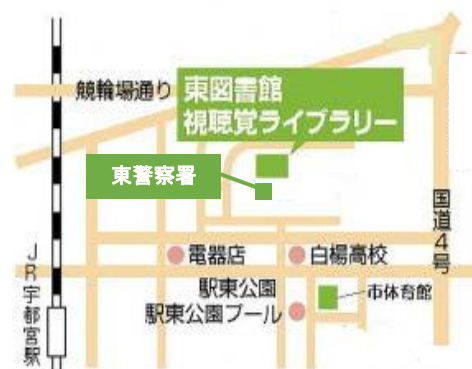 競輪場通り
東図書館
視聴覚ライブラリー
東警察署
国道4号
電器店
白楊高校
JR宇都宮駅
駅東公園
市体育館
駅東公園プール